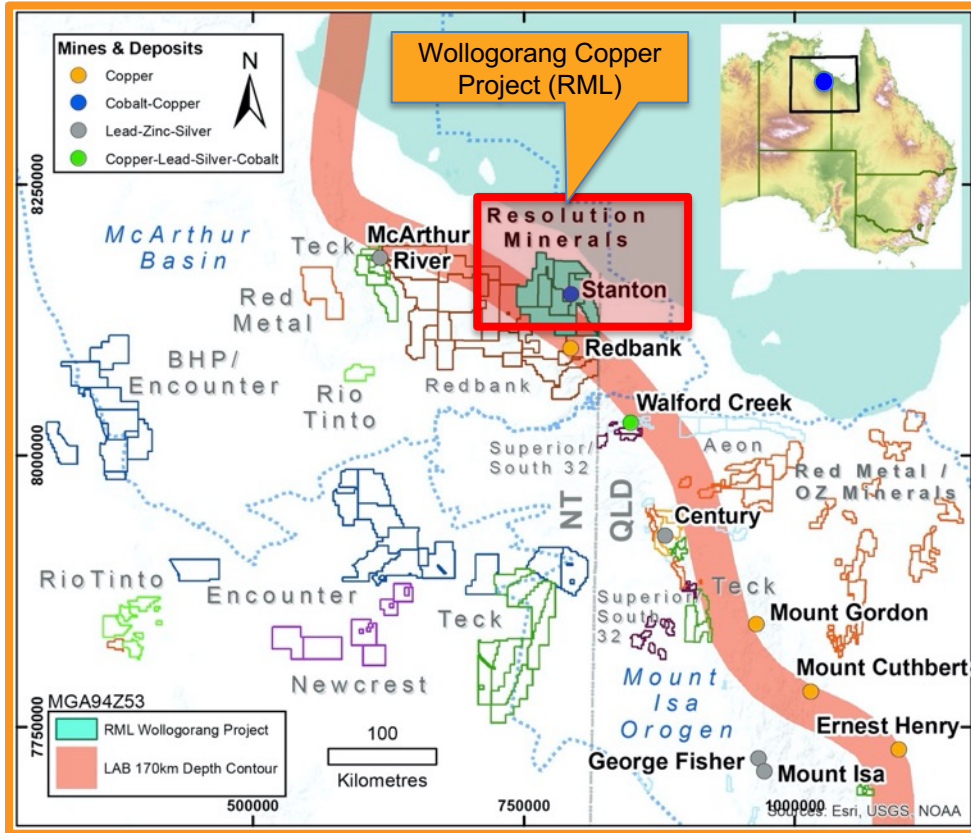 Mines & Deposits
Copper
Cobalt-Copper
Lead-Zinc-Silver
Copper-Lead-Silver-Cobalt
N
Wollogorang Copper
Project (RML)
8250000
8000000
7750000
McArthur
Basin
Teck
McArthur
River
Resolution
Minerals
Stanton
Red
Metal
BHP/
Encounter
Rio
Tinto
Redbank
Redbank
Walford Creek
Superior/
South 32
Aeon
Red Metal /
OZ Minerals
NT
QLD
Century
Rio Tinto
Encounter
Teck
Newcrest
Superior/
South
32
Teck
Mount Gordon
Mount
Isa
Orogen
Mount Cuthbert
Ernest Henry
George Fisher
Mount Isa
MGA94Z53
RML Wollogorang Project
LAB 170km Depth Contour
100
Kilometres
500000
750000
1000000
Sources: Esri, USGS, NOAA